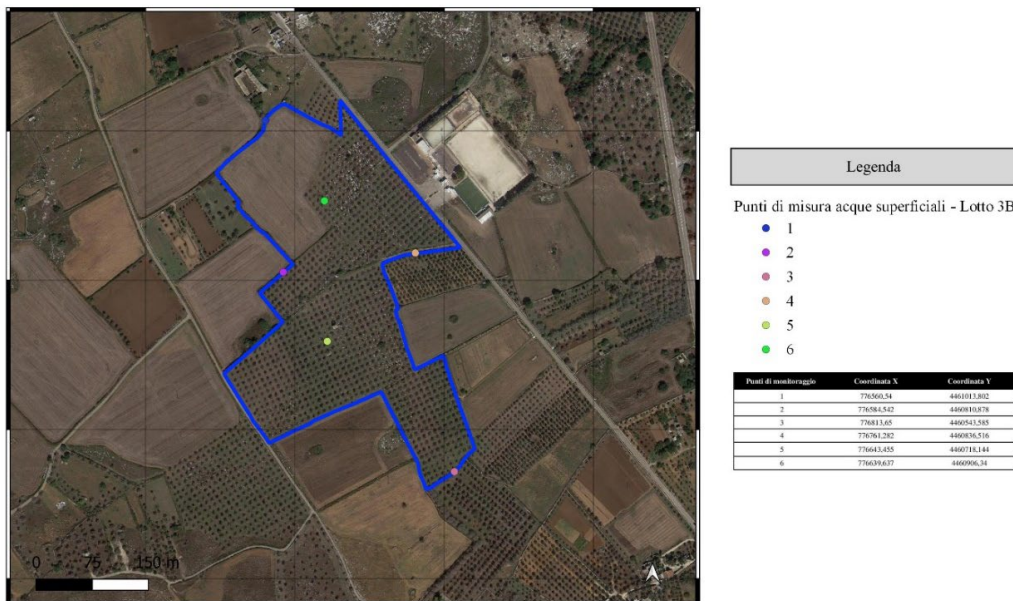 Legenda
Punti di misura acque superficiali - Lotto 3B
1
2
3
4
5
6
Punti di monitoraggio Coordinata X Coordinata Y
1 776560,54 4461013,802
2 776584,542 4460810,878
3 776813,65 4460543,585
4 776761,282 4460836,516
5 776643,455 4460718,144
6 776639,637 4460906,34
0 75 150 m